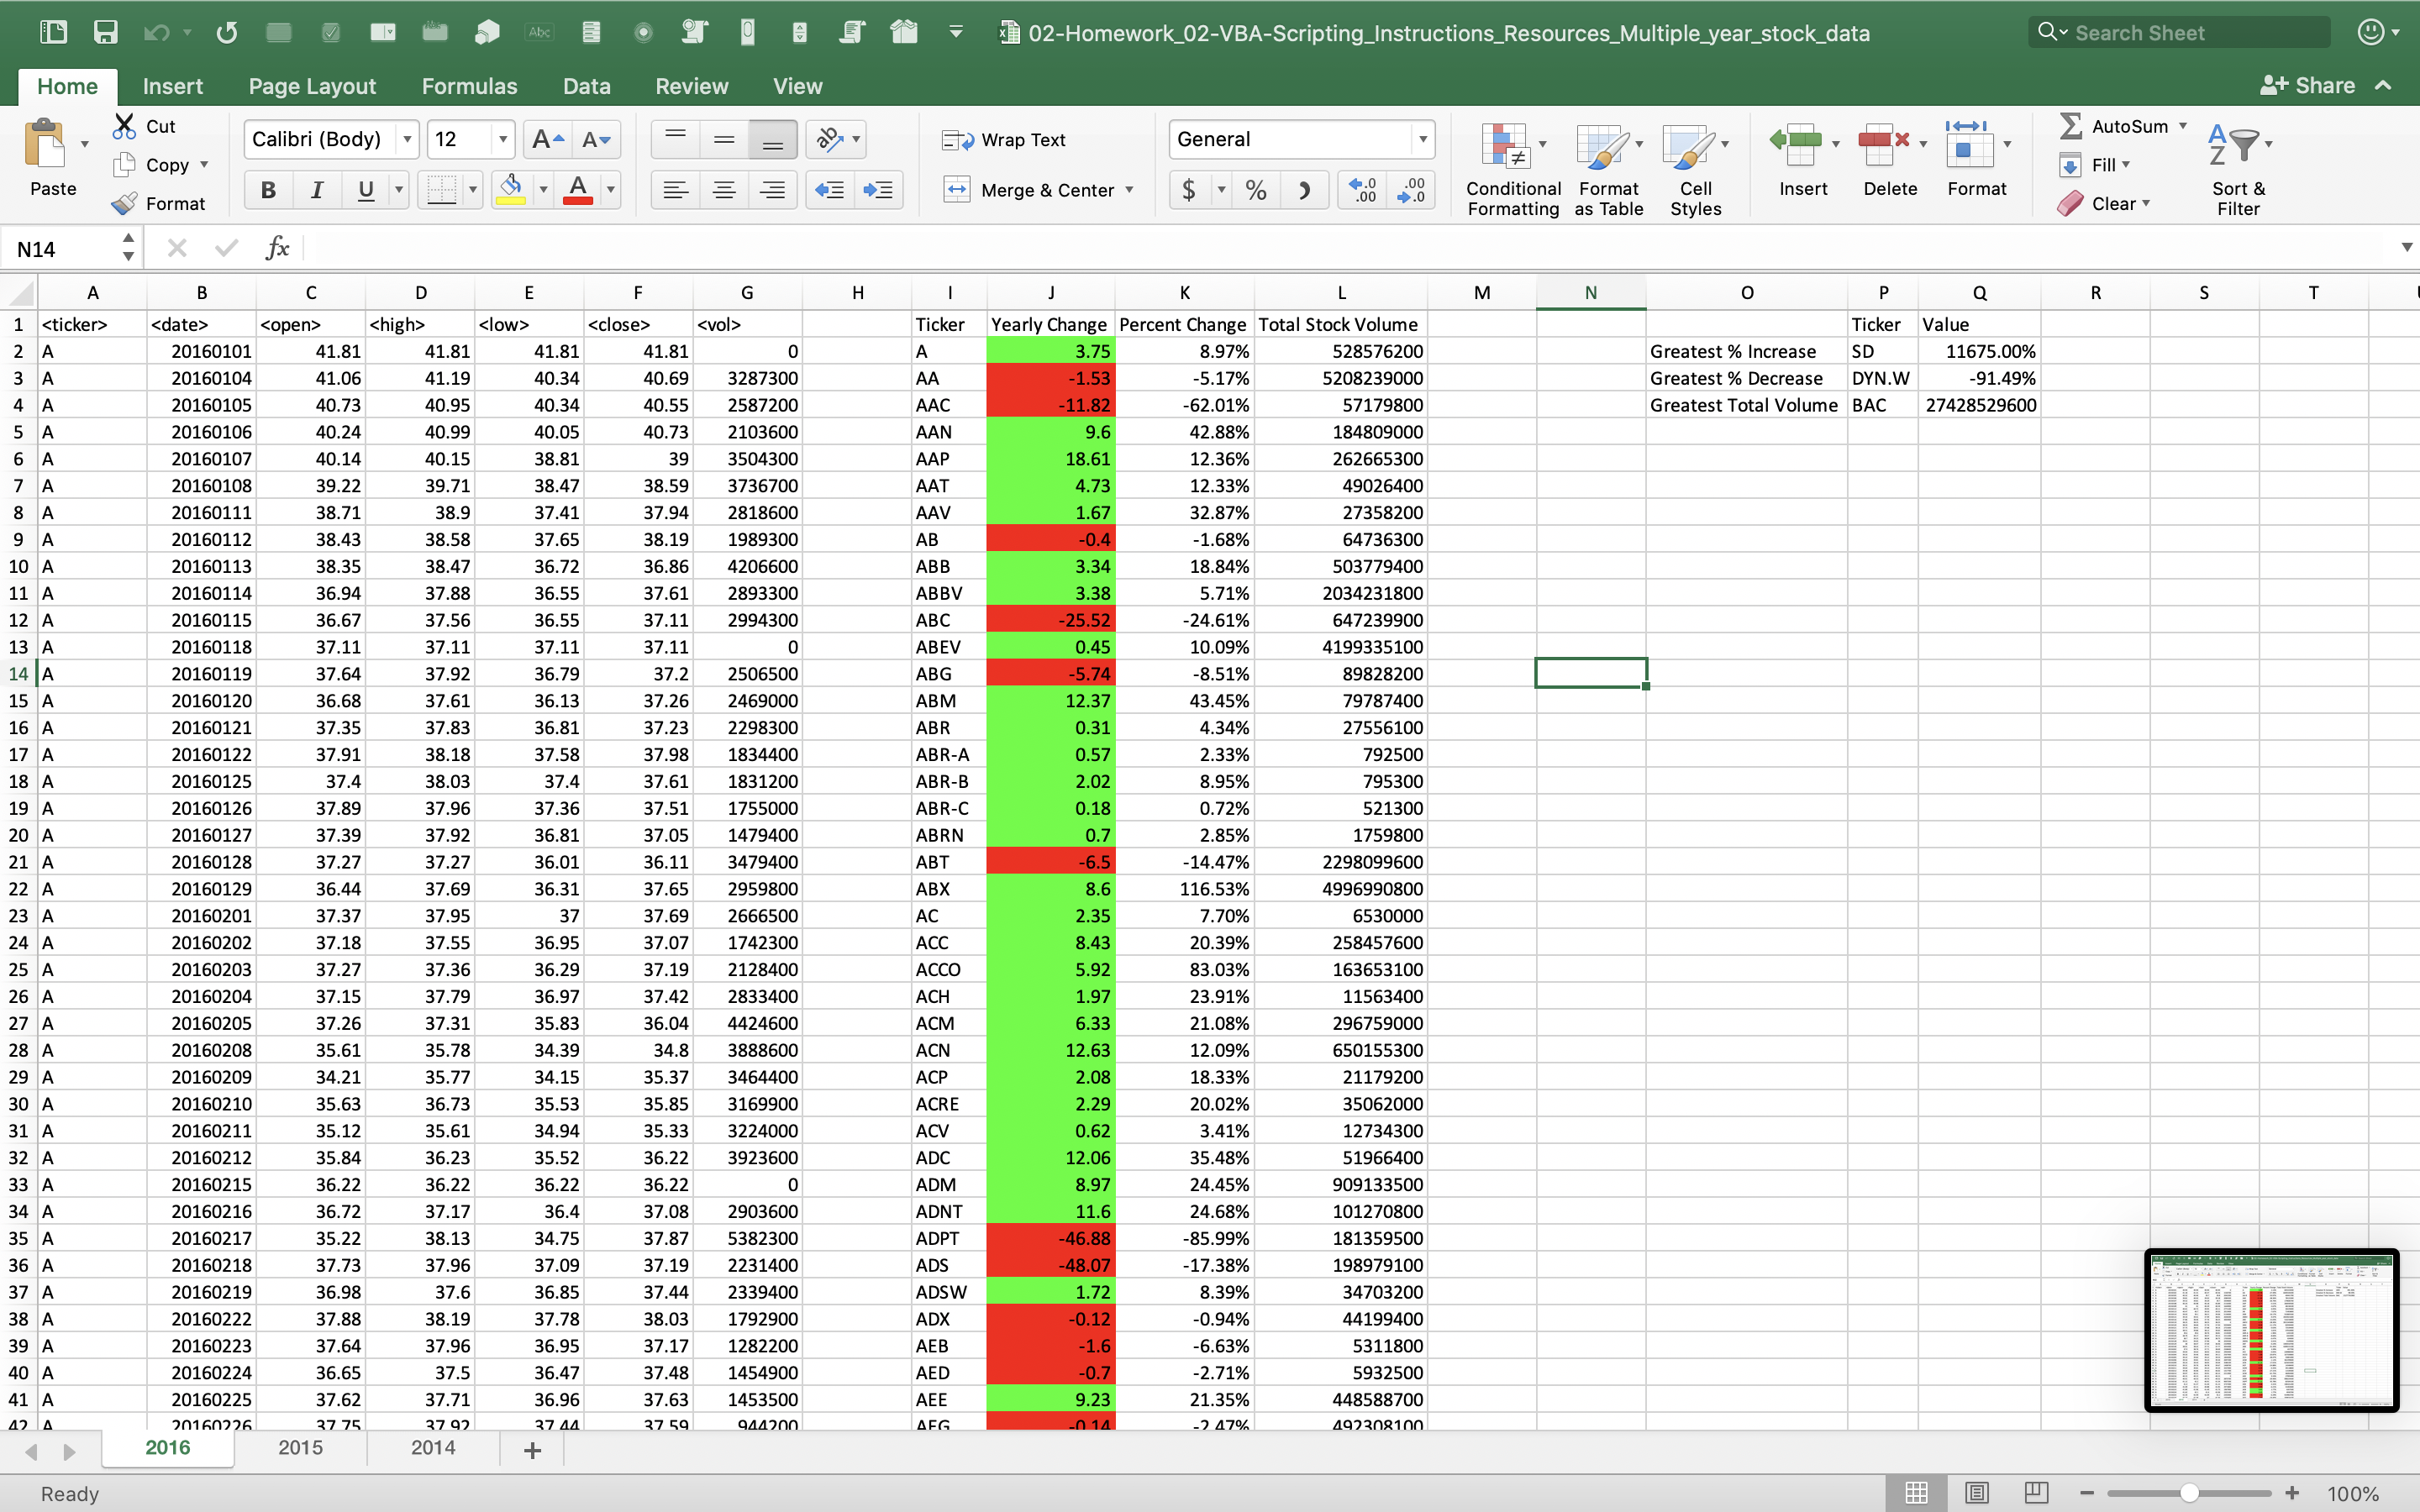 02-Homework_02-VBA-Scripting_Instructions_Resources_Multiple_year_stock_data
Search Sheet
Home Insert Page Layout Formulas Data Review View
Share
Paste
Cut
Copy
Format
Calibri (Body) 12
B I U
Wrap Text
Merge & Center
General
$ %
Conditional Formatting
Format as Table
Cell Styles
Insert
Delete
Format
AutoSum
Fill
Clear
Sort & Filter
N14 fx
A B C D E F G H I J K L M N O P Q R S T
1 <ticker> <date> <open> <high> <low> <close> <vol> Ticker Yearly Change Percent Change Total Stock Volume Ticker Value
2 A 20160101 41.81 41.81 41.81 41.81 0 A 3.75 8.97% 528576200 Greatest % Increase SD 11675.00%
3 A 20160104 41.06 41.19 40.34 40.69 3287300 AA -1.53 -5.17% 5208239000 Greatest % Decrease DYN.W -91.49%
4 A 20160105 40.73 40.95 40.34 40.55 2587200 AAC -11.82 -62.01% 57179800 Greatest Total Volume BAC 27428529600
5 A 20160106 40.24 40.99 40.05 40.73 2103600 AAN 9.6 42.88% 184809000
6 A 20160107 40.14 40.15 38.81 39 3504300 AAP 18.61 12.36% 262665300
7 A 20160108 39.22 39.71 38.47 38.59 3736700 AAT 4.73 12.33% 49026400
8 A 20160111 38.71 38.9 37.41 37.94 2818600 AAV 1.67 32.87% 27358200
9 A 20160112 38.43 38.58 37.65 38.19 1989300 AB -0.4 -1.68% 64736300
10 A 20160113 38.35 38.47 36.72 36.86 4206600 ABB 3.34 18.84% 503779400
11 A 20160114 36.94 37.88 36.55 37.61 2893300 ABBV 3.38 5.71% 2034231800
12 A 20160115 36.67 37.56 36.55 37.11 2994300 ABC -25.52 -24.61% 647239900
13 A 20160118 37.11 37.11 37.11 37.11 0 ABEV 0.45 10.09% 4199335100
14 A 20160119 37.64 37.92 36.79 37.2 2506500 ABG -5.74 -8.51% 89828200
15 A 20160120 36.68 37.61 36.13 37.26 2469000 ABM 12.37 43.45% 79787400
16 A 20160121 37.35 37.83 36.81 37.23 2298300 ABR 0.31 4.34% 27556100
17 A 20160122 37.91 38.18 37.58 37.98 1834400 ABR-A 0.57 2.33% 792500
18 A 20160125 37.4 38.03 37.4 37.61 1831200 ABR-B 2.02 8.95% 795300
19 A 20160126 37.89 37.96 37.36 37.51 1755000 ABR-C 0.18 0.72% 521300
20 A 20160127 37.39 37.92 36.81 37.05 1479400 ABRN 0.7 2.85% 1759800
21 A 20160128 37.27 37.27 36.01 36.11 3479400 ABT -6.5 -14.47% 2298099600
22 A 20160129 36.44 37.69 36.31 37.65 2959800 ABX 8.6 116.53% 4996990800
23 A 20160201 37.37 37.95 37 37.69 2666500 AC 2.35 7.70% 6530000
24 A 20160202 37.18 37.55 36.95 37.07 1742300 ACC 8.43 20.39% 258457600
25 A 20160203 37.27 37.36 36.29 37.19 2128400 ACCO 5.92 83.03% 163653100
26 A 20160204 37.15 37.79 36.97 37.42 2833400 ACH 1.97 23.91% 11563400
27 A 20160205 37.26 37.31 35.83 36.04 4424600 ACM 6.33 21.08% 296759000
28 A 20160208 35.61 35.78 34.39 34.8 3888600 ACN 12.63 12.09% 650155300
29 A 20160209 34.21 35.77 34.15 35.37 3464400 ACP 2.08 18.33% 21179200
30 A 20160210 35.63 36.73 35.53 35.85 3169900 ACRE 2.29 20.02% 35062000
31 A 20160211 35.12 35.61 34.94 35.33 3224000 ACV 0.62 3.41% 12734300
32 A 20160212 35.84 36.23 35.52 36.22 3923600 ADC 12.06 35.48% 51966400
33 A 20160215 36.22 36.22 36.22 36.22 0 ADM 8.97 24.45% 909133500
34 A 20160216 36.72 37.17 36.4 37.08 2903600 ADNT 11.6 24.68% 101270800
35 A 20160217 35.22 38.13 34.75 37.87 5382300 ADPT -46.88 -85.99% 181359500
36 A 20160218 37.73 37.96 37.09 37.19 2231400 ADS -48.07 -17.38% 198979100
37 A 20160219 36.98 37.6 36.85 37.44 2339400 ADSW 1.72 8.39% 34703200
38 A 20160222 37.88 38.19 37.78 38.03 1792900 ADX -0.12 -0.94% 44199400
39 A 20160223 37.64 37.96 36.95 37.17 1282200 AEB -1.6 -6.63% 5311800
40 A 20160224 36.65 37.5 36.47 37.48 1454900 AED -0.7 -2.71% 5932500
41 A 20160225 37.62 37.71 36.96 37.63 1453500 AEE 9.23 21.35% 448588700
42 A 20160226 37.75 37.92 37.44 37.59 944200 AEG -0.14 -2.47% 492308100
2016 2015 2014 +
Ready 100%